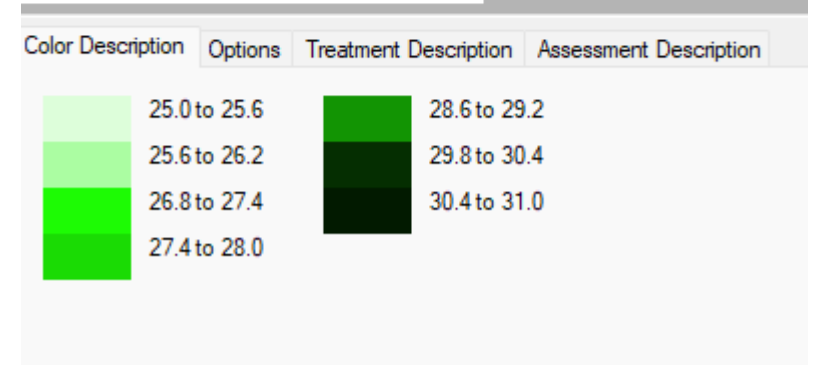 Color Description Options Treatment Description Assessment Description
25.0 to 25.6
25.6 to 26.2
26.8 to 27.4
27.4 to 28.0
28.6 to 29.2
29.8 to 30.4
30.4 to 31.0